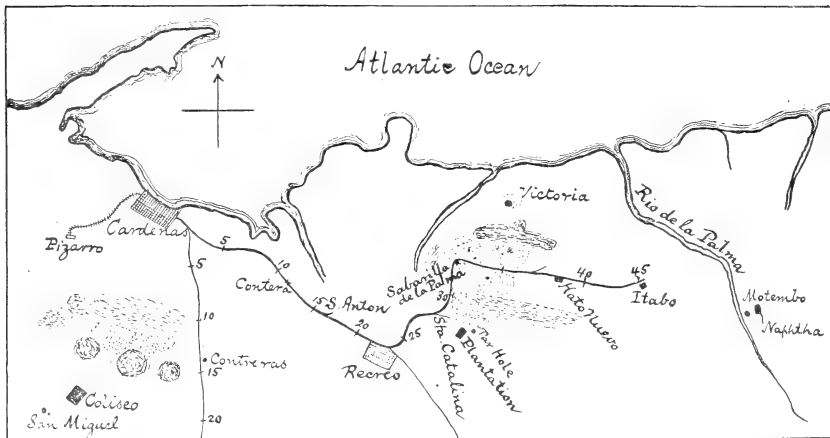 Atlantic Ocean
N
Victoria
Rio de la Palma
Cardenas
Pizarro
5
5
10
Contera
15
S. Anton
20
25
Recreo
Sabanilla
de la Palma
30
40
45
Hato Nuevo
Itabo
Motembo
Naphtha
Sta. Catalina
Tar Hole
Plantation
10
Contreras
15
Coliseo
San Miguel
20